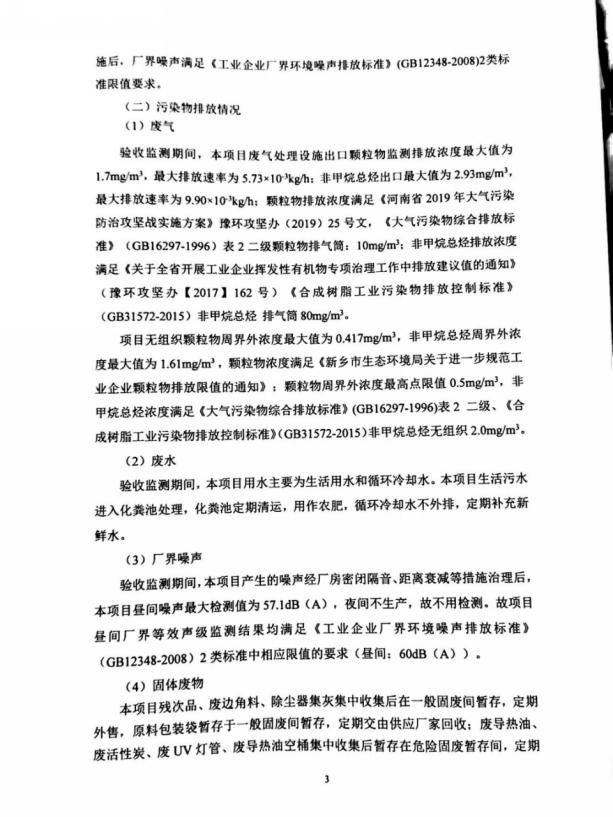 施后，厂界噪声满足《工业企业厂界环境噪声排放标准》(GB12348-2008)2类标
准限值要求。
（二）污染物排放情况
（1）废气
验收监测期间，本项目废气处理设施出口颗粒物监测排放浓度最大值为
1.7mg/m³，最大排放速率为 5.73×10⁻³kg/h；非甲烷总烃出口最大值为 2.93mg/m³，
最大排放速率为 9.90×10⁻³kg/h；颗粒物排放浓度满足《河南省 2019 年大气污染
防治攻坚战实施方案》豫环攻坚办（2019）25 号文，《大气污染物综合排放标
准》（GB16297-1996）表 2 二级颗粒物排气筒：10mg/m³；非甲烷总烃排放浓度
满足《关于全省开展工业企业挥发性有机物专项治理工作中排放建议值的通知》
（豫环攻坚办【2017】162 号）《合成树脂工业污染物排放控制标准》
（GB31572-2015）非甲烷总烃 排气筒 80mg/m³。
项目无组织颗粒物周界外浓度最大值为 0.417mg/m³，非甲烷总烃周界外浓
度最大值为 1.61mg/m³，颗粒物浓度满足《新乡市生态环境局关于进一步规范工
业企业颗粒物排放限值的通知》；颗粒物周界外浓度最高点限值 0.5mg/m³，非
甲烷总烃浓度满足《大气污染物综合排放标准》(GB16297-1996)表 2 二级、《合
成树脂工业污染物排放控制标准》（GB31572-2015）非甲烷总烃无组织 2.0mg/m³。
（2）废水
验收监测期间，本项目用水主要为生活用水和循环冷却水。本项目生活污水
进入化粪池处理，化粪池定期清运，用作农肥，循环冷却水不外排，定期补充新
鲜水。
（3）厂界噪声
验收监测期间，本项目产生的噪声经厂房密闭隔音、距离衰减等措施治理后，
本项目昼间噪声最大检测值为 57.1dB（A），夜间不生产，故不用检测。故项目
昼间厂界等效声级监测结果均满足《工业企业厂界环境噪声排放标准》
（GB12348-2008）2 类标准中相应限值的要求（昼间：60dB（A））。
（4）固体废物
本项目残次品、废边角料、除尘器集灰集中收集后在一般固废间暂存，定期
外售，原料包装袋暂存于一般固废间暂存，定期交由供应厂家回收；废导热油、
废活性炭、废 UV 灯管、废导热油空桶集中收集后暂存在危险固废暂存间，定期
3